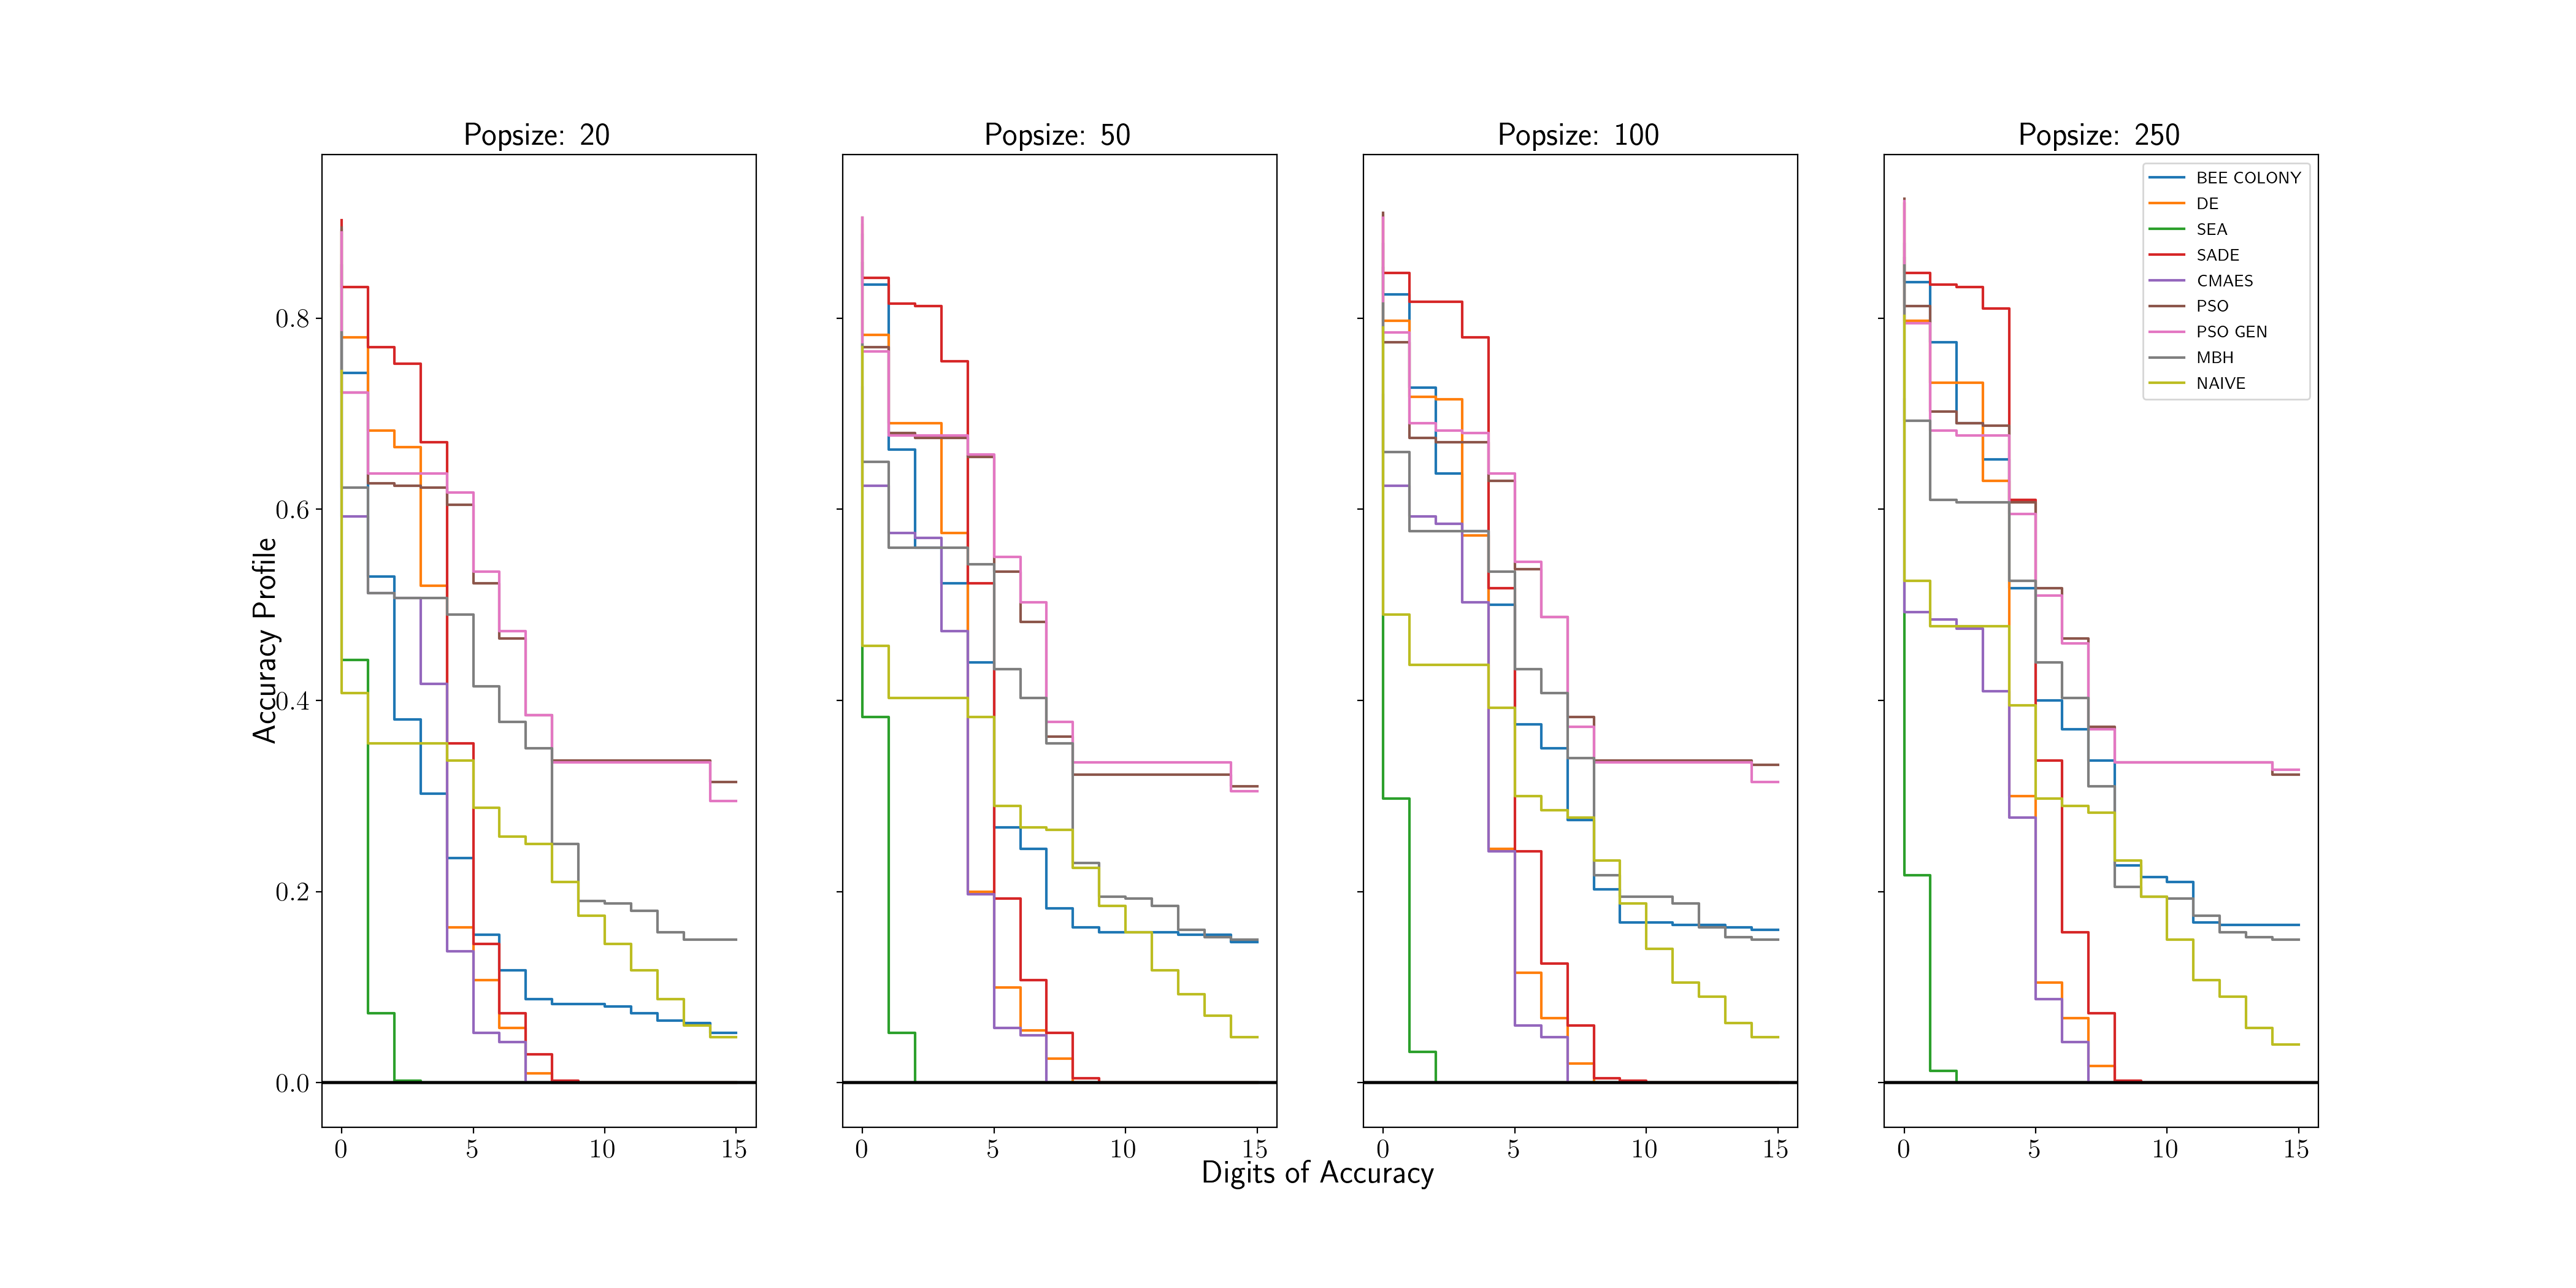 Popsize: 20
Popsize: 50
Popsize: 100
Popsize: 250
Accuracy Profile
0.8
0.6
0.4
0.2
0.0
0 5 10 15
0 5 10 15
0 5 10 15
0 5 10 15
Digits of Accuracy
BEE COLONY
DE
SEA
SADE
CMAES
PSO
PSO GEN
MBH
NAIVE